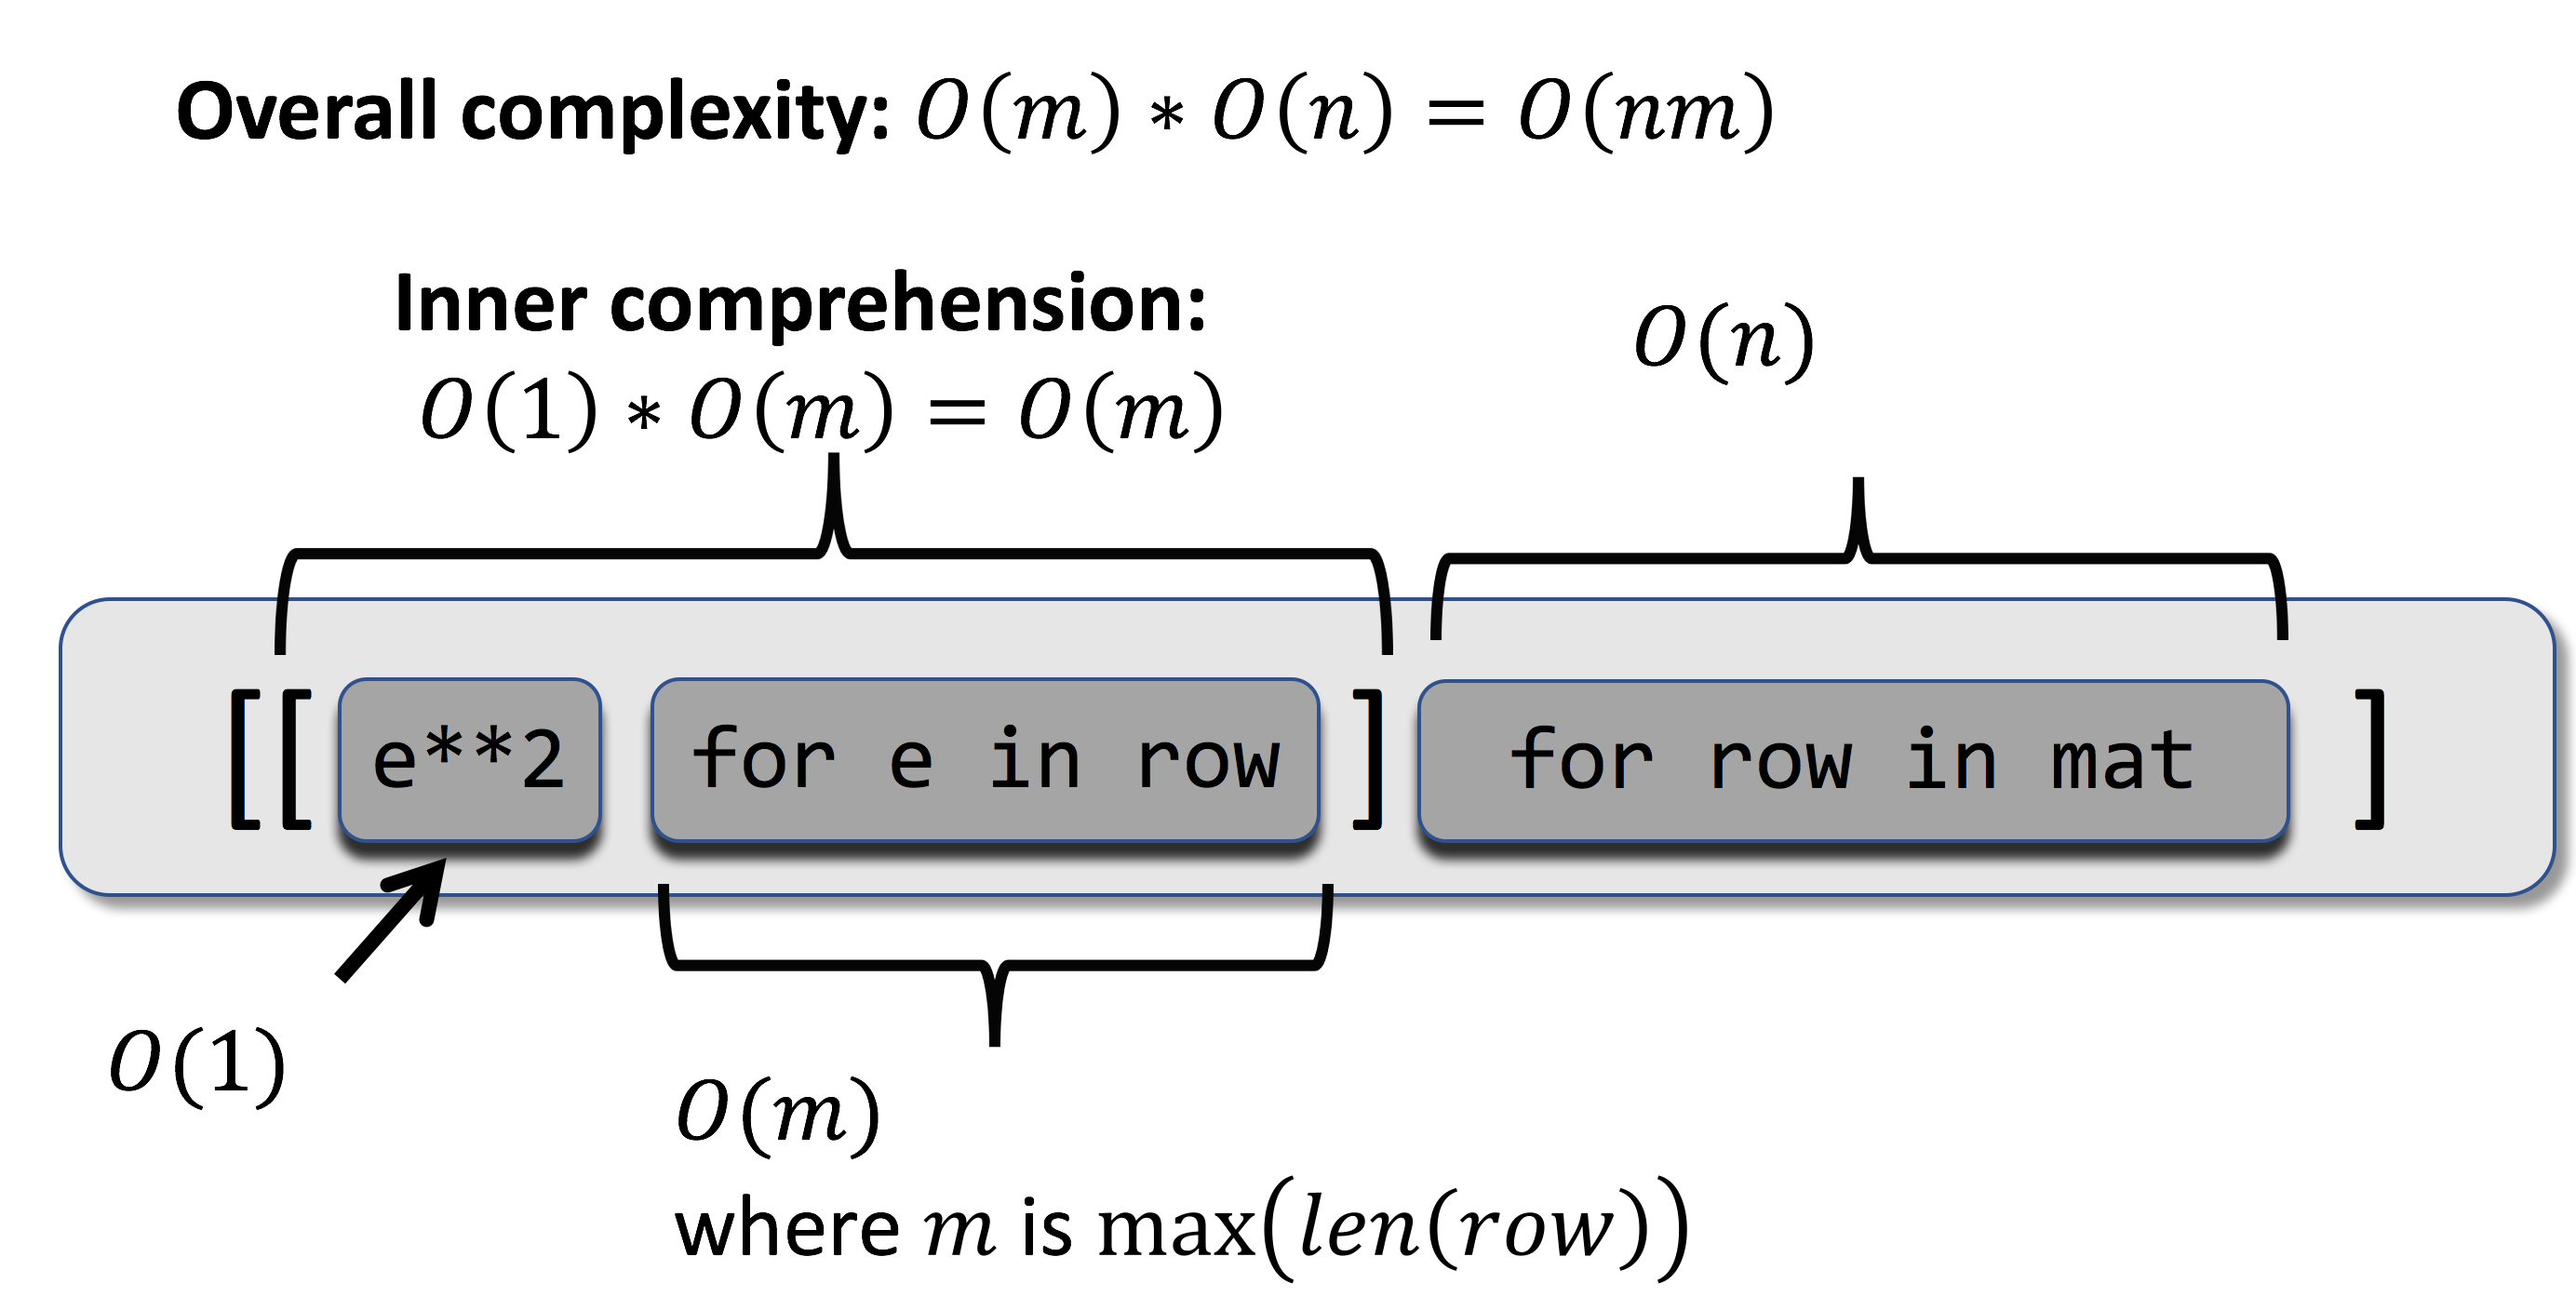 Overall complexity: O(m) * O(n) = O(nm)
Inner comprehension:
O(1) * O(m) = O(m)
O(n)
[[ e**2 for e in row ] for row in mat ]
O(1)
O(m)
where m is max(len(row))